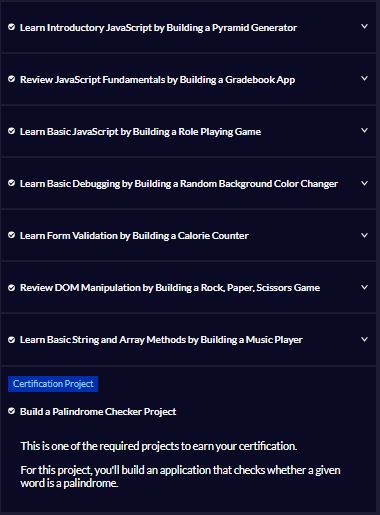 Learn Introductory JavaScript by Building a Pyramid Generator
Review JavaScript Fundamentals by Building a Gradebook App
Learn Basic JavaScript by Building a Role Playing Game
Learn Basic Debugging by Building a Random Background Color Changer
Learn Form Validation by Building a Calorie Counter
Review DOM Manipulation by Building a Rock, Paper, Scissors Game
Learn Basic String and Array Methods by Building a Music Player
Certification Project
Build a Palindrome Checker Project
This is one of the required projects to earn your certification.
For this project, you'll build an application that checks whether a given
word is a palindrome.